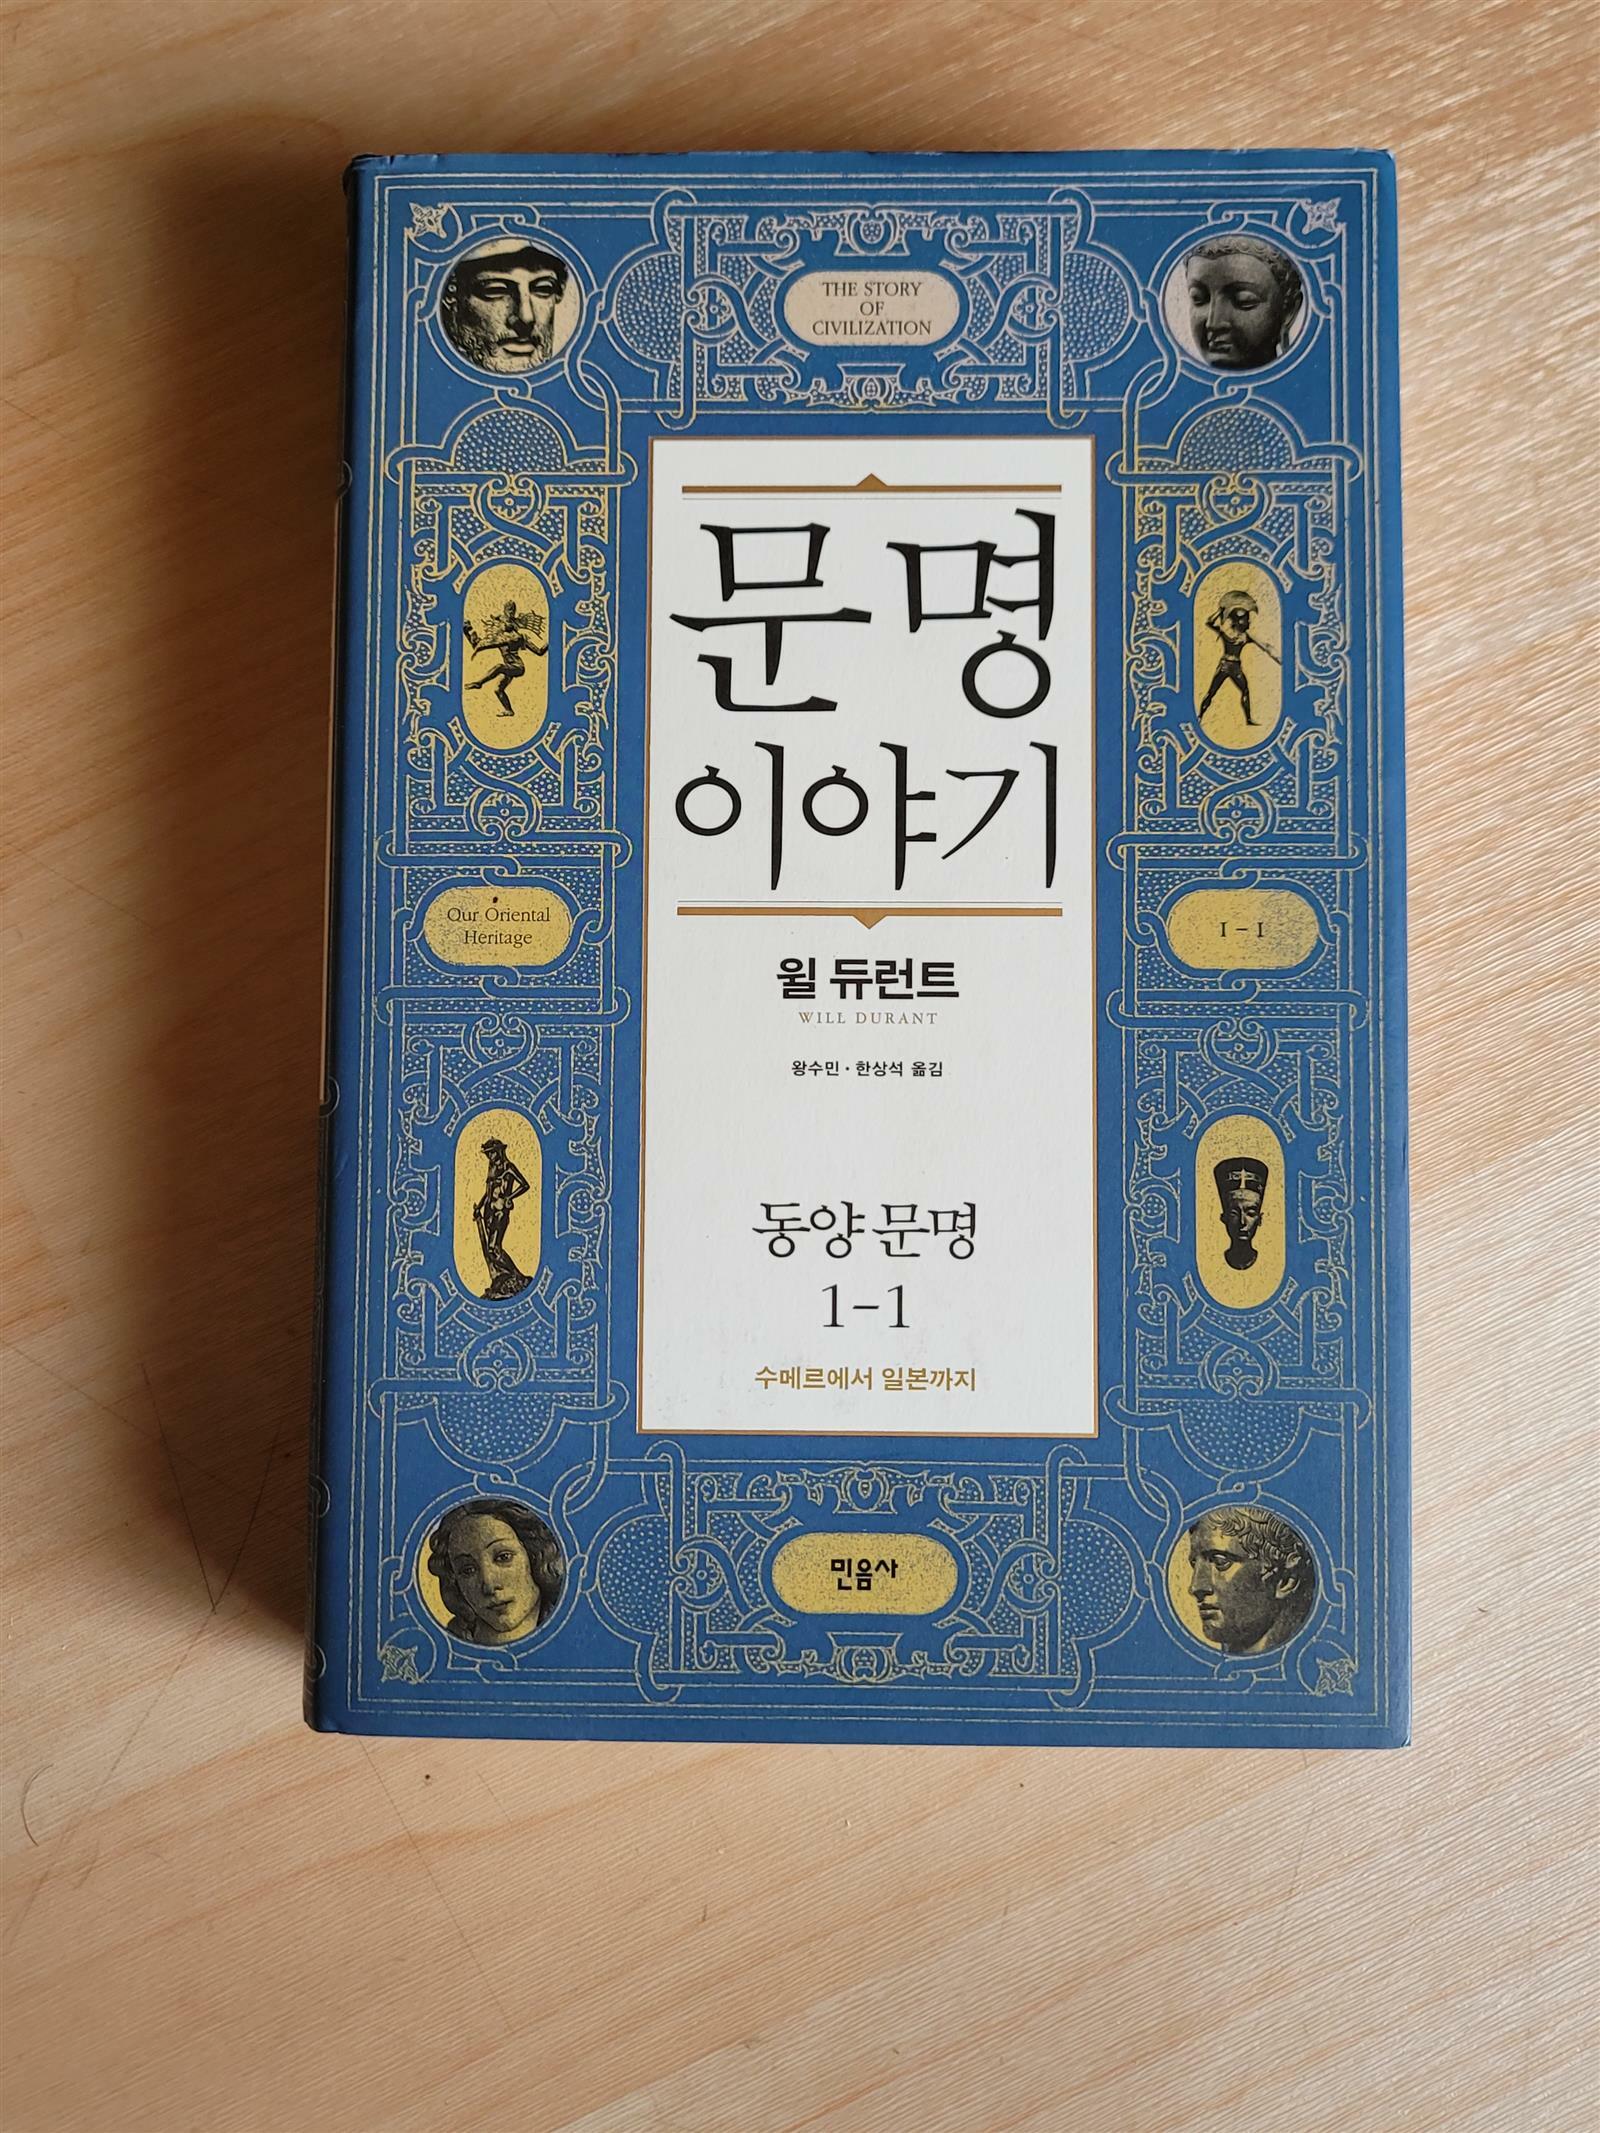 THE STORY
OF
CIVILIZATION
문명
이야기
Our Oriental
Heritage
I – I
윌 듀런트
WILL DURANT
왕수민 · 한상석 옮김
동양 문명
1–1
수메르에서 일본까지
민음사